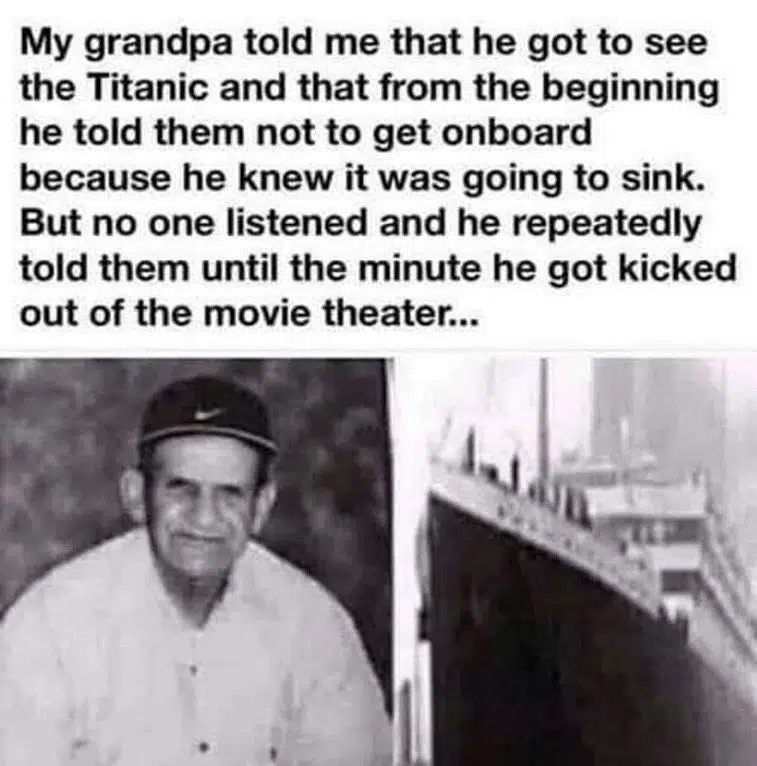 My grandpa told me that he got to see
the Titanic and that from the beginning
he told them not to get onboard
because he knew it was going to sink.
But no one listened and he repeatedly
told them until the minute he got kicked
out of the movie theater...